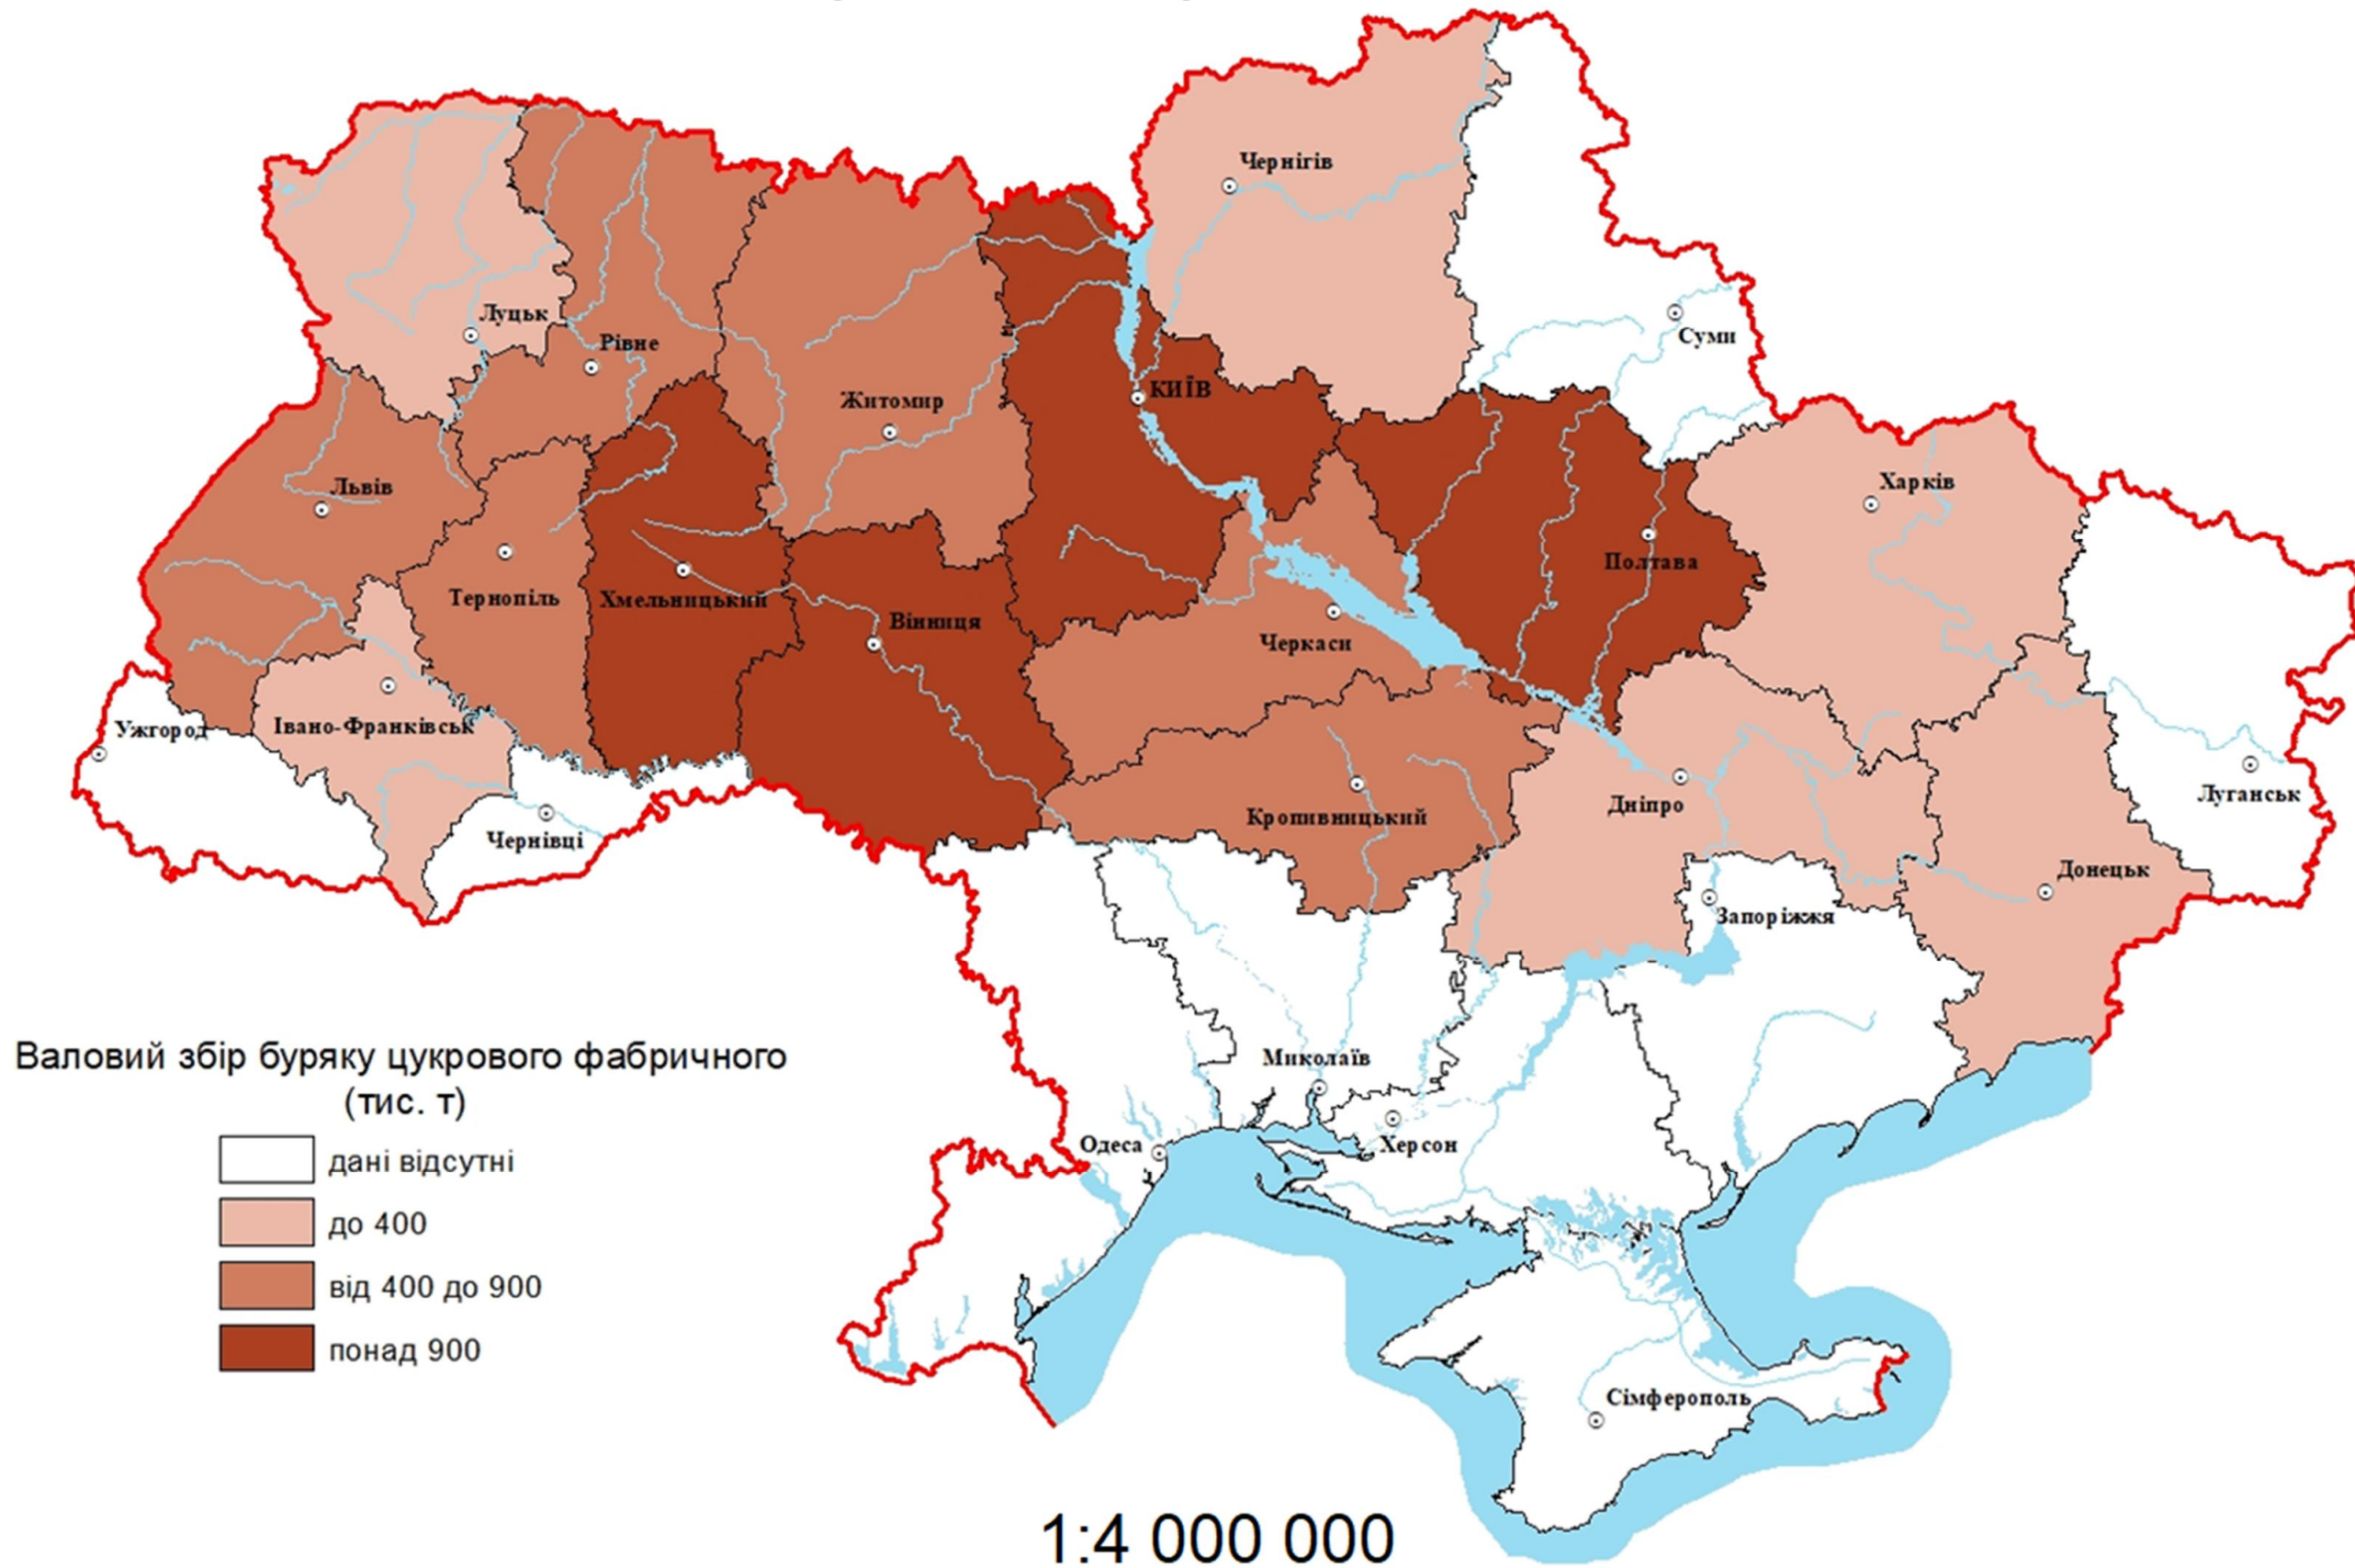 Чернігів
Луцьк
Рівне
Суми
КИЇВ
Житомир
Львів
Харків
Полтава
Тернопіль
Хмельницький
Вінниця
Черкаси
Ужгород
Івано-Франківськ
Дніпро
Луганськ
Кропивницький
Чернівці
Донецьк
Запоріжжя
Миколаїв
Одеса
Херсон
Сімферополь
Валовий збір буряку цукрового фабричного
(тис. т)
дані відсутні
до 400
від 400 до 900
понад 900
1:4 000 000